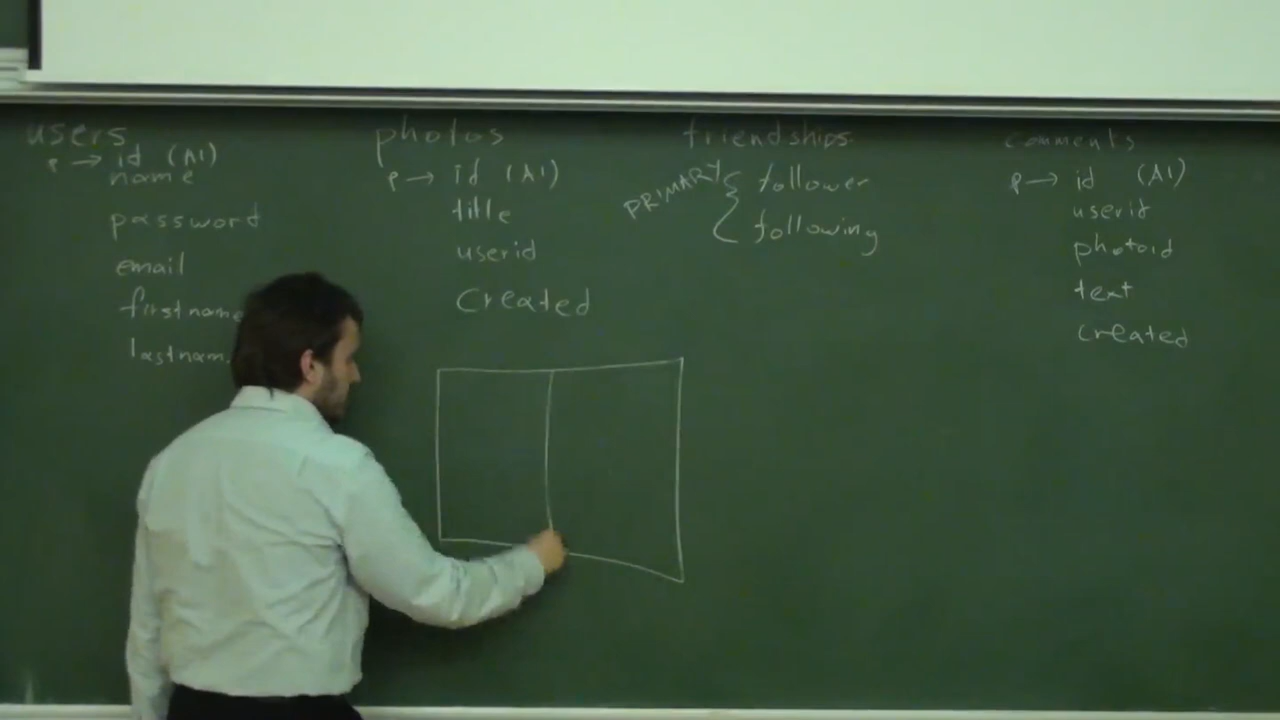 users
P → id (AI)
name
password
email
firstname
lastnam
photos
P → id (AI)
title
userid
Created
friendships
PRIMARY { follower
following
comments
P → id (AI)
userid
photoid
text
created